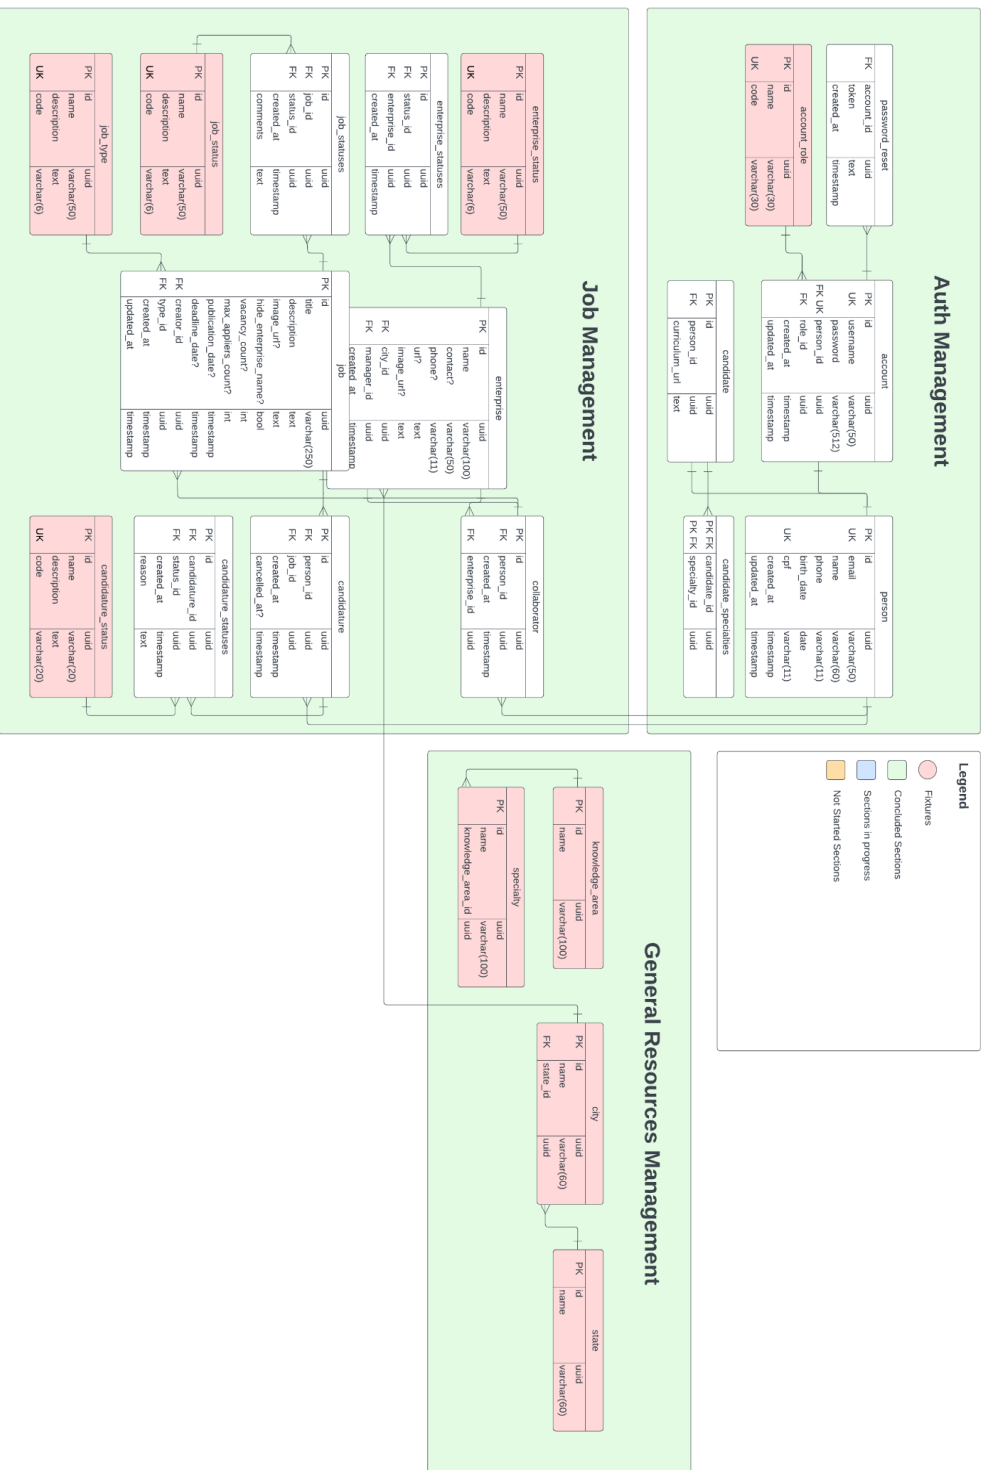 Auth Management
password_reset
FK account_id uuid
token text
created_at timestamp
account_role
PK id uuid
name varchar(30)
UK code varchar(30)
account
PK id uuid
UK username varchar(50)
password varchar(512)
FK UK person_id uuid
FK role_id uuid
created_at timestamp
updated_at timestamp
candidate
PK id uuid
FK person_id uuid
curriculum_url text
person
PK id uuid
UK email varchar(50)
name varchar(60)
phone varchar(11)
birth_date date
UK cpf varchar(11)
created_at timestamp
updated_at timestamp
candidate_specialties
PK FK candidate_id uuid
PK FK specialty_id uuid
Legend
Fixtures
Concluded Sections
Sections in progress
Not Started Sections
Job Management
enterprise_status
PK id uuid
name varchar(50)
description text
UK code varchar(6)
enterprise_statuses
PK id uuid
FK status_id uuid
FK enterprise_id uuid
created_at timestamp
job_statuses
PK id uuid
FK job_id uuid
FK status_id uuid
created_at timestamp
comments text
job_status
PK id uuid
name varchar(50)
description text
UK code varchar(6)
job_type
PK id uuid
name varchar(50)
description text
UK code varchar(6)
enterprise
PK id uuid
name varchar(100)
contact? varchar(50)
phone? varchar(11)
url? text
image_url? text
FK city_id uuid
FK manager_id uuid
created_at timestamp
job
PK id uuid
title varchar(250)
description text
image_url? text
hide_enterprise_name? bool
vacancy_count? int
max_appliers_count? int
publication_date? timestamp
deadline_date? timestamp
FK creator_id uuid
FK type_id uuid
created_at timestamp
updated_at timestamp
collaborator
PK id uuid
FK person_id uuid
created_at timestamp
FK enterprise_id uuid
candidature
PK id uuid
FK person_id uuid
FK job_id uuid
created_at timestamp
cancelled_at? timestamp
candidature_statuses
PK id uuid
FK candidature_id uuid
FK status_id uuid
created_at timestamp
reason text
candidature_status
PK id uuid
name varchar(20)
description text
UK code varchar(20)
General Resources Management
knowledge_area
PK id uuid
name varchar(100)
specialty
PK id uuid
name varchar(100)
knowledge_area_id uuid
city
PK id uuid
name varchar(60)
FK state_id uuid
state
PK id uuid
name varchar(60)